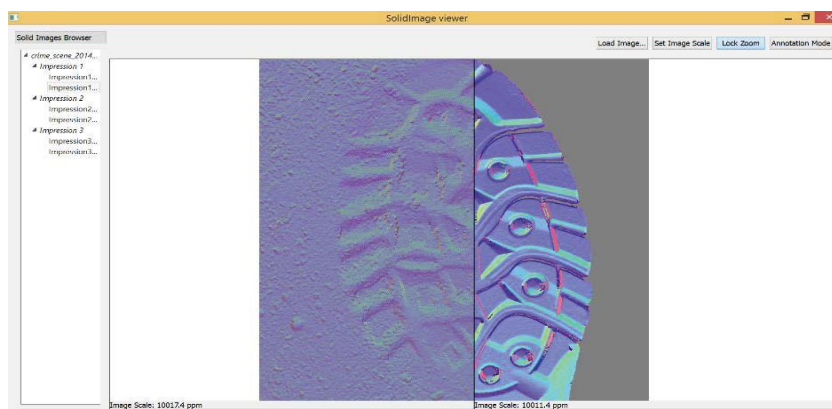 SolidImage viewer
Solid Images Browser
Load Image... Set Image Scale Lock Zoom Annotation Mode
crime_scene_2014...
Impression 1
Impression1...
Impression1...
Impression 2
Impression2...
Impression2...
Impression 3
Impression3...
Impression3...
Image Scale: 10017.4 ppm Image Scale: 10011.4 ppm